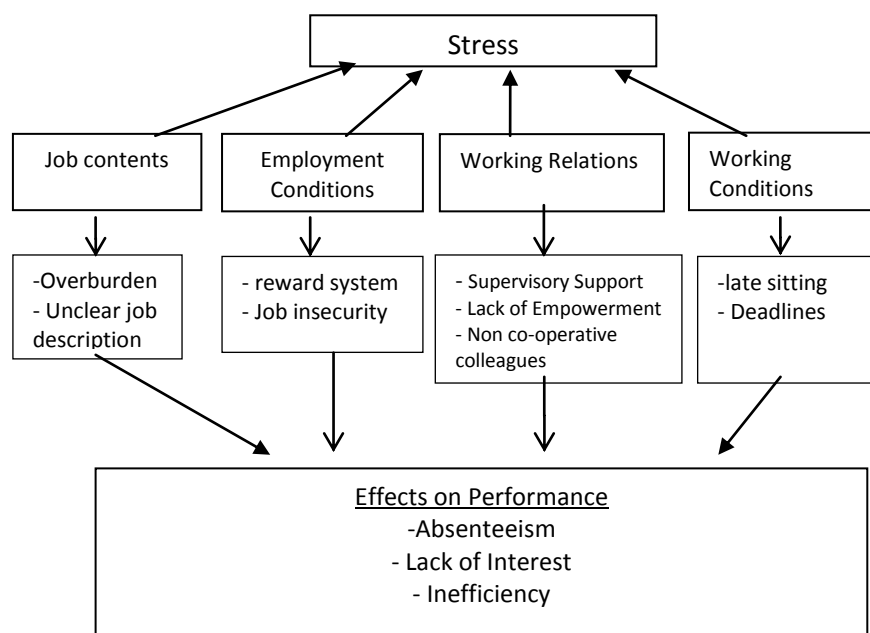 Stress
Job contents
Employment
Conditions
Working Relations
Working
Conditions
-Overburden
- Unclear job
description
- reward system
- Job insecurity
- Supervisory Support
- Lack of Empowerment
- Non co-operative
colleagues
-late sitting
- Deadlines
Effects on Performance
-Absenteeism
- Lack of Interest
- Inefficiency